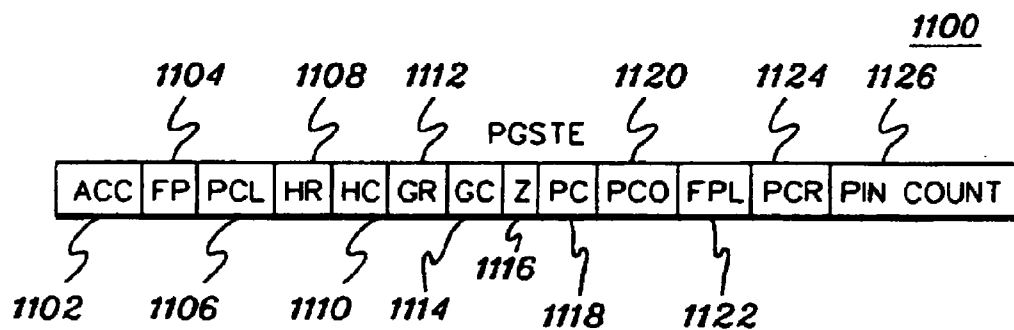 1100
1104 1108 1112 1120 1124 1126
PGSTE
ACC FP PCL HR HC GR GC Z PC PCO FPL PCR PIN COUNT
1102 1106 1110 1114 1116 1118 1122